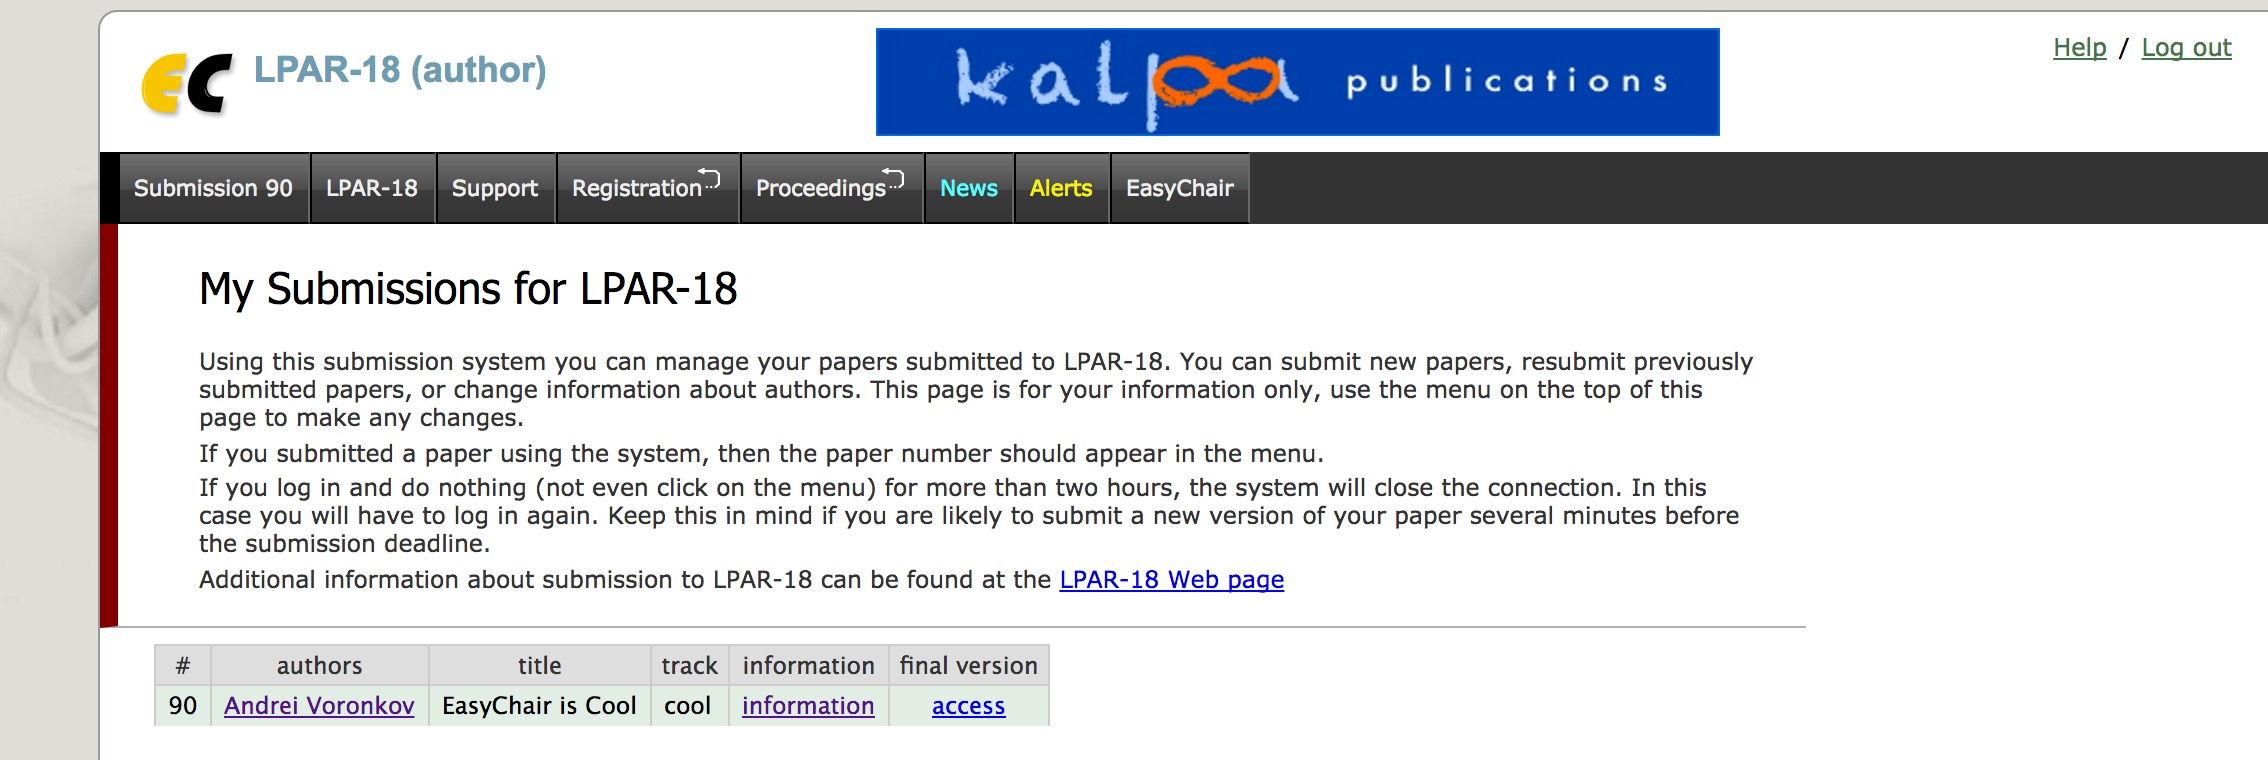 EC LPAR-18 (author)
kalpa publications
Help / Log out
Submission 90 LPAR-18 Support Registration Proceedings News Alerts EasyChair
My Submissions for LPAR-18
Using this submission system you can manage your papers submitted to LPAR-18. You can submit new papers, resubmit previously
submitted papers, or change information about authors. This page is for your information only, use the menu on the top of this
page to make any changes.
If you submitted a paper using the system, then the paper number should appear in the menu.
If you log in and do nothing (not even click on the menu) for more than two hours, the system will close the connection. In this
case you will have to log in again. Keep this in mind if you are likely to submit a new version of your paper several minutes before
the submission deadline.
Additional information about submission to LPAR-18 can be found at the LPAR-18 Web page
# authors title track information final version
90 Andrei Voronkov EasyChair is Cool cool information access